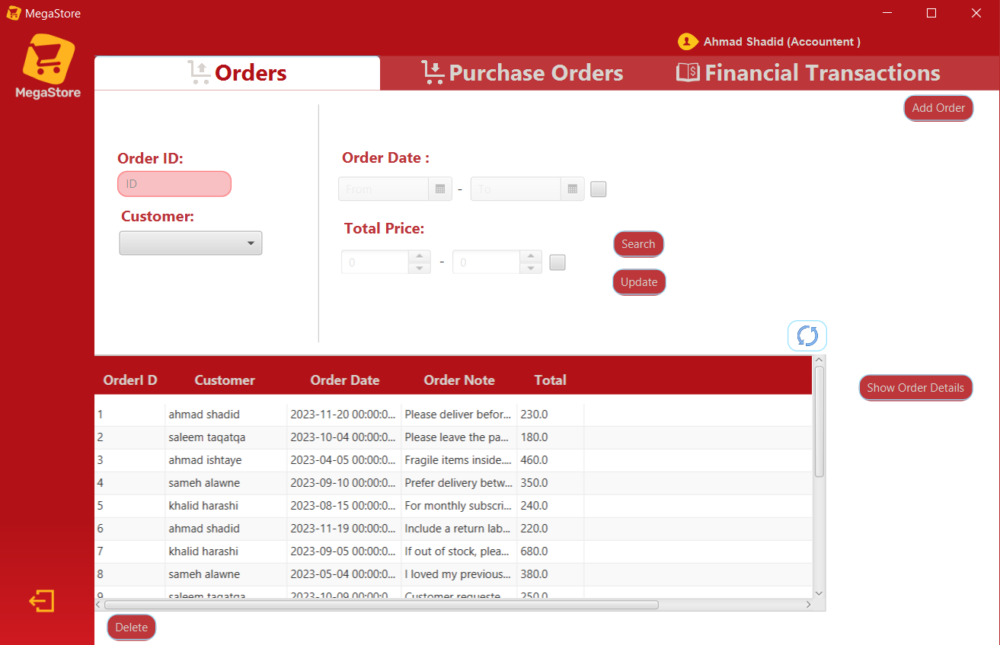 MegaStore
Ahmad Shadid (Accountent )
MegaStore
Orders
Purchase Orders
Financial Transactions
Add Order
Order ID:
ID
Customer:
Order Date :
From - To
Total Price:
0 - 0
Search
Update
OrderI D Customer Order Date Order Note Total
1 ahmad shadid 2023-11-20 00:00:0... Please deliver befor... 230.0
2 saleem taqatqa 2023-10-04 00:00:0... Please leave the pa... 180.0
3 ahmad ishtaye 2023-04-05 00:00:0... Fragile items inside.... 460.0
4 sameh alawne 2023-09-10 00:00:0... Prefer delivery betw... 350.0
5 khalid harashi 2023-08-15 00:00:0... For monthly subscri... 240.0
6 ahmad shadid 2023-11-19 00:00:0... Include a return lab... 220.0
7 khalid harashi 2023-09-05 00:00:0... If out of stock, plea... 680.0
8 sameh alawne 2023-05-04 00:00:0... I loved my previous... 380.0
9 saleem taqatqa 2023-10-09 00:00:0... Customer requeste... 250.0
Show Order Details
Delete